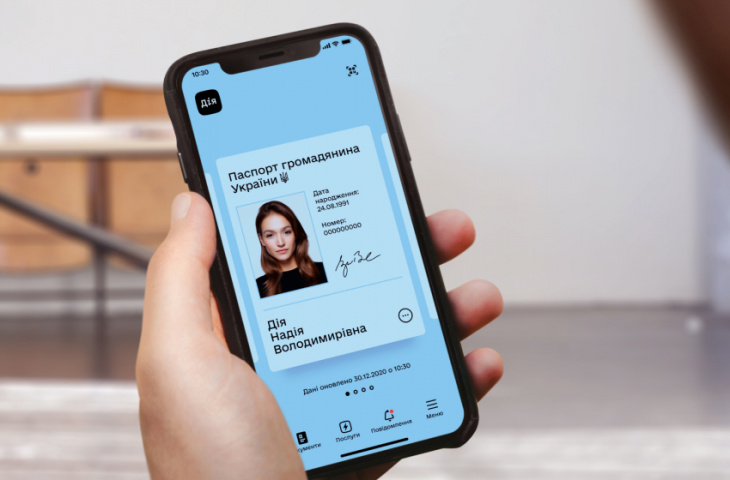 10:30
Дія
Паспорт громадянина
України
Дата
народження:
24.08.1991
Номер:
000000000
Дія
Надія
Володимирівна
Дані оновлено 30.12.2020 о 10:30
Послуги
Повідомлення
Меню